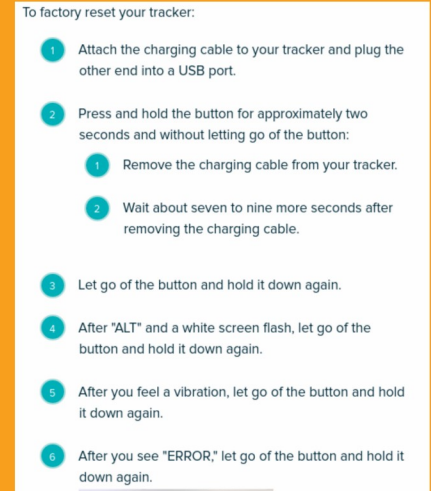 To factory reset your tracker:
1 Attach the charging cable to your tracker and plug the
other end into a USB port.
2 Press and hold the button for approximately two
seconds and without letting go of the button:
1 Remove the charging cable from your tracker.
2 Wait about seven to nine more seconds after
removing the charging cable.
3 Let go of the button and hold it down again.
4 After "ALT" and a white screen flash, let go of the
button and hold it down again.
5 After you feel a vibration, let go of the button and hold
it down again.
6 After you see "ERROR," let go of the button and hold it
down again.